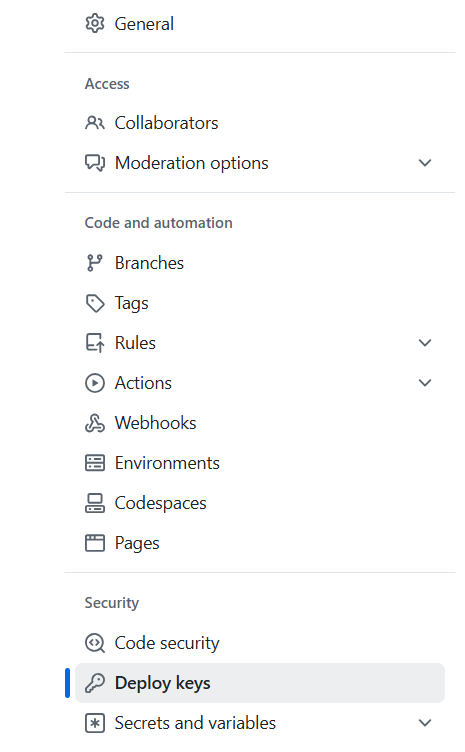 General
Access
Collaborators
Moderation options
Code and automation
Branches
Tags
Rules
Actions
Webhooks
Environments
Codespaces
Pages
Security
Code security
Deploy keys
Secrets and variables